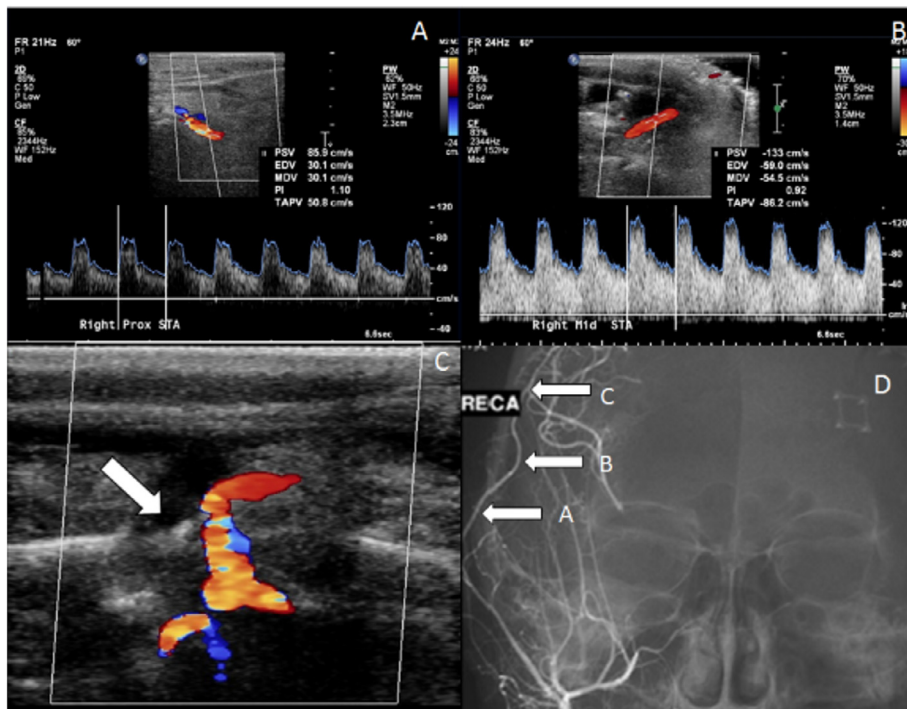 A
FR 21Hz 60°
P1
2D
69%
C 50
P Low
Gen
CF
85%
2344Hz
WF 152Hz
Med
PW
62%
WF 50Hz
SV1.5mm
M2
3.5MHz
2.3cm
PSV 85.9 cm/s
EDV 30.1 cm/s
MDV 30.1 cm/s
PI 1.10
TAPV 50.8 cm/s
120
80
40
cm/s
-40
Right Prox STA
6.6sec
B
FR 24Hz 60°
P1
2D
68%
C 50
P Low
Gen
CF
83%
2344Hz
WF 152Hz
Med
PW
70%
WF 50Hz
SV1.5mm
M2
3.5MHz
1.4cm
PSV -133 cm/s
EDV -59.0 cm/s
MDV -54.5 cm/s
PI 0.92
TAPV -86.2 cm/s
-120
-60
cm/s
Right Mid STA
6.6sec
C
D
RECA
C
B
A